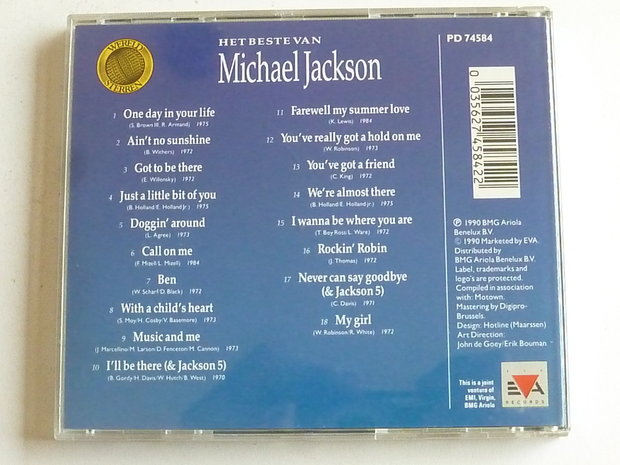 WERELD
STERREN
HET BESTE VAN
Michael Jackson
1 One day in your life
(S. Brown III. R. Armand) 1975
2 Ain't no sunshine
(B. Withers) 1972
3 Got to be there
(E. Willensky) 1972
4 Just a little bit of you
(B. Holland/E. Holland Jr.) 1975
5 Doggin' around
(L. Agree) 1973
6 Call on me
(F. Mizell/L. Mizell) 1984
7 Ben
(W. Scharf/D. Black) 1972
8 With a child's heart
(S. Moy/H. Cosby/V. Basemore) 1973
9 Music and me
(J. Marcellino/M. Larson/D. Fenceton/M. Cannon) 1973
10 I'll be there (& Jackson 5)
(B. Gordy/H. Davis/W. Hutch/B. West) 1970
11 Farewell my summer love
(K. Lewis) 1984
12 You've really got a hold on me
(W. Robinson) 1973
13 You've got a friend
(C. King) 1972
14 We're almost there
(B. Holland/E. Holland Jr.) 1975
15 I wanna be where you are
(T. Boy Ross/L. Ware) 1972
16 Rockin' Robin
(J. Thomas) 1972
17 Never can say goodbye
(& Jackson 5)
(C. Davis) 1971
18 My girl
(W. Robinson/R. White) 1972
PD 74584
0 035627 458422
℗ 1990 BMG Ariola
Benelux B.V.
© 1990 Marketed by EVA.
Distributed by
BMG Ariola Benelux B.V.
Label, trademarks and
logo's are protected.
Compiled in association
with: Motown.
Mastering by Digipro-
Brussels.
Design: Hotline (Maarssen)
Art Direction:
John de Goey/Erik Bouman
This is a joint
venture of
EMI, Virgin,
BMG Ariola
EVA
RECORDS